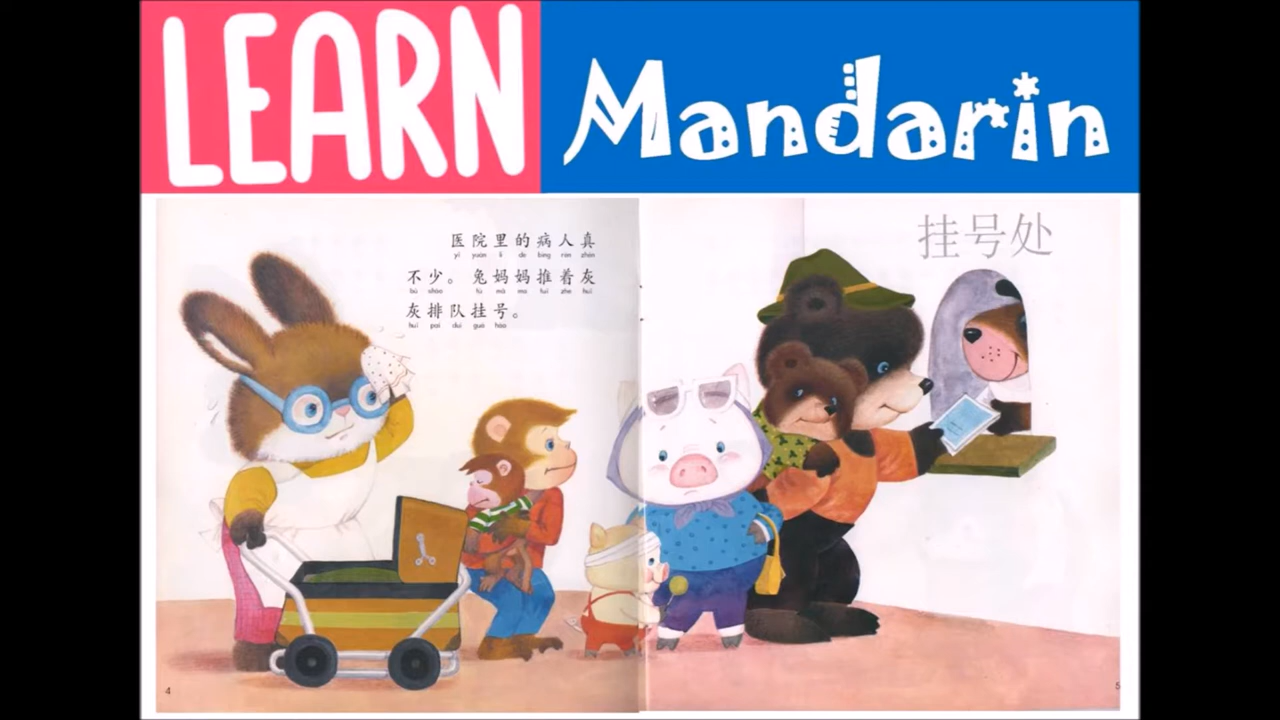 LEARN Mandarin
医院里的病人真
yī yuàn lǐ de bìng rén zhēn
不少。兔妈妈推着灰
bù shǎo tù mā ma tuī zhe huī
灰排队挂号。
huī pái duì guà hào
挂号处
4
5